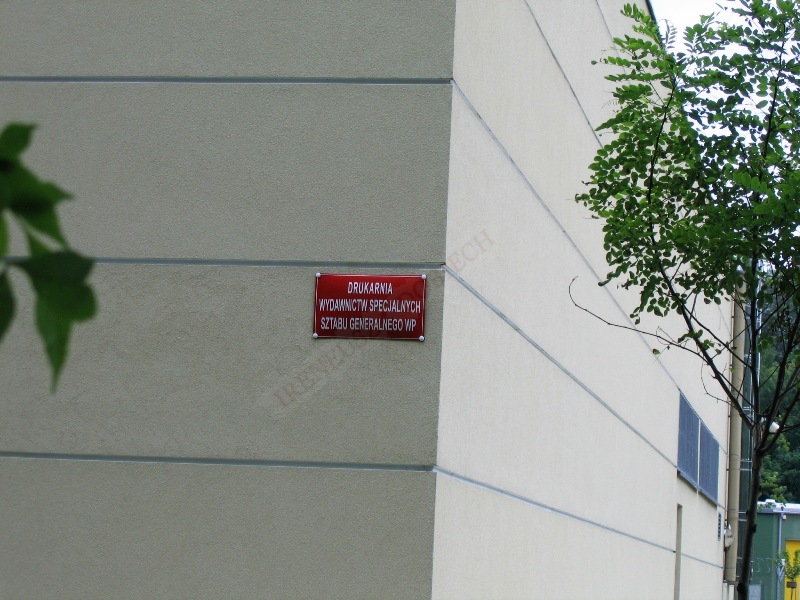 DRUKARNIA
WYDAWNICTW SPECJALNYCH
SZTABU GENERALNEGO WP